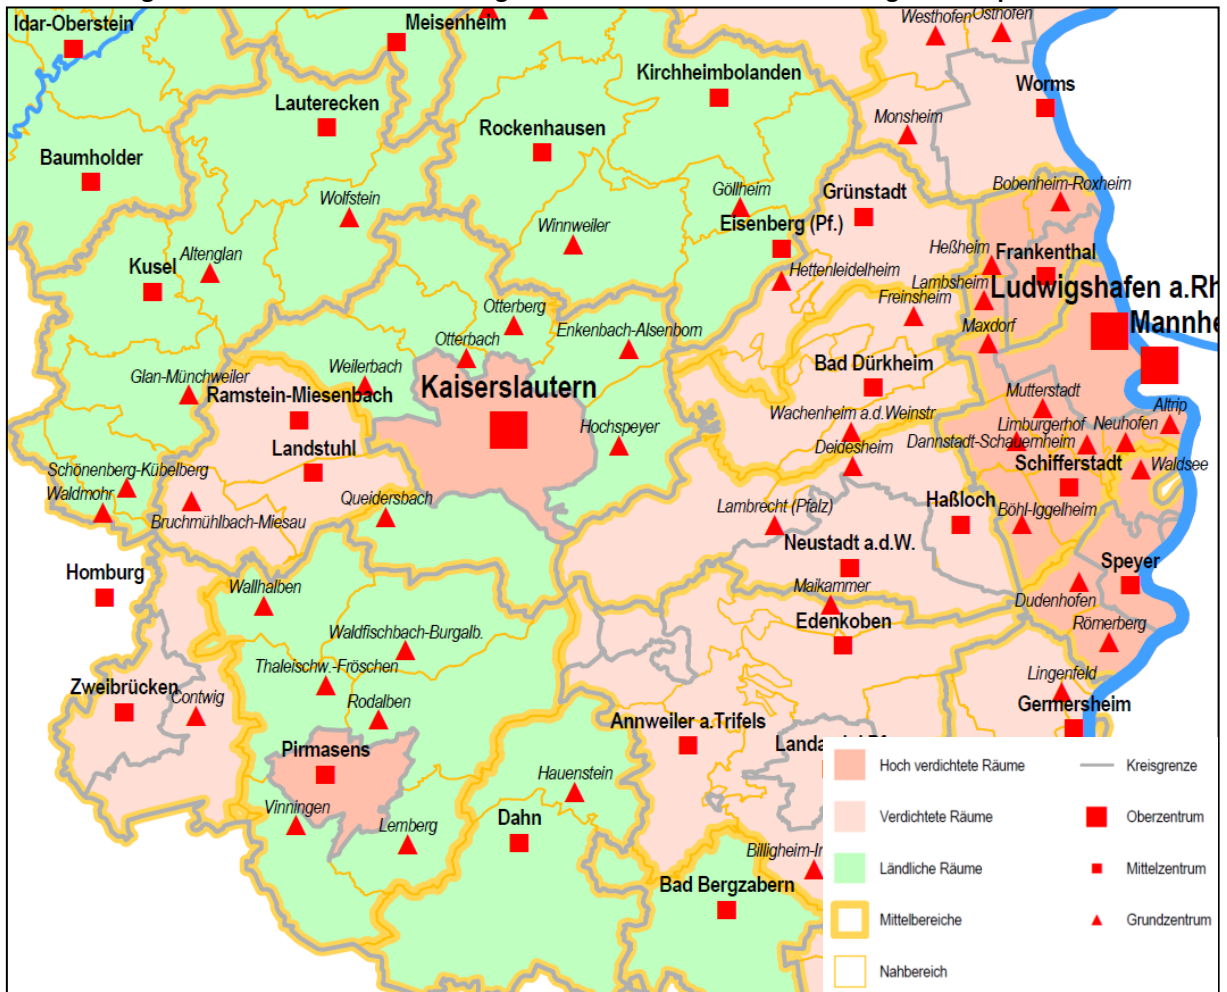 Idar-Oberstein
Meisenheim
Westhofen
Osthofen
Kirchheimbolanden
Worms
Lauterecken
Rockenhausen
Monsheim
Baumholder
Wolfstein
Göllheim
Grünstadt
Bobenheim-Roxheim
Winnweiler
Eisenberg (Pf.)
Altenglan
Kusel
Heßheim
Frankenthal
Hettenleidelheim
Lambsheim
Ludwigshafen a.Rh
Freinsheim
Otterberg
Otterbach
Enkenbach-Alsenborn
Maxdorf
Mannhe
Weilerbach
Bad Dürkheim
Glan-Münchweiler
Ramstein-Miesenbach
Kaiserslautern
Mutterstadt
Altrip
Wachenheim a.d.Weinstr
Hochspeyer
Limburgerhof
Neuhofen
Landstuhl
Deidesheim
Dannstadt-Schauernheim
Schifferstadt
Waldsee
Schönenberg-Kübelberg
Waldmohr
Queidersbach
Haßloch
Lambrecht (Pfalz)
Böhl-Iggelheim
Bruchmühlbach-Miesau
Neustadt a.d.W.
Homburg
Speyer
Wallhalben
Maikammer
Dudenhofen
Edenkoben
Römerberg
Waldfischbach-Burgalb.
Thaleischw.-Fröschen
Lingenfeld
Zweibrücken
Contwig
Rodalben
Germersheim
Annweiler a.Trifels
Pirmasens
Hauenstein
Vinningen
Lemberg
Dahn
Billigheim-In
Bad Bergzabern
Hoch verdichtete Räume
Kreisgrenze
Verdichtete Räume
Oberzentrum
Ländliche Räume
Mittelzentrum
Mittelbereiche
Grundzentrum
Nahbereich